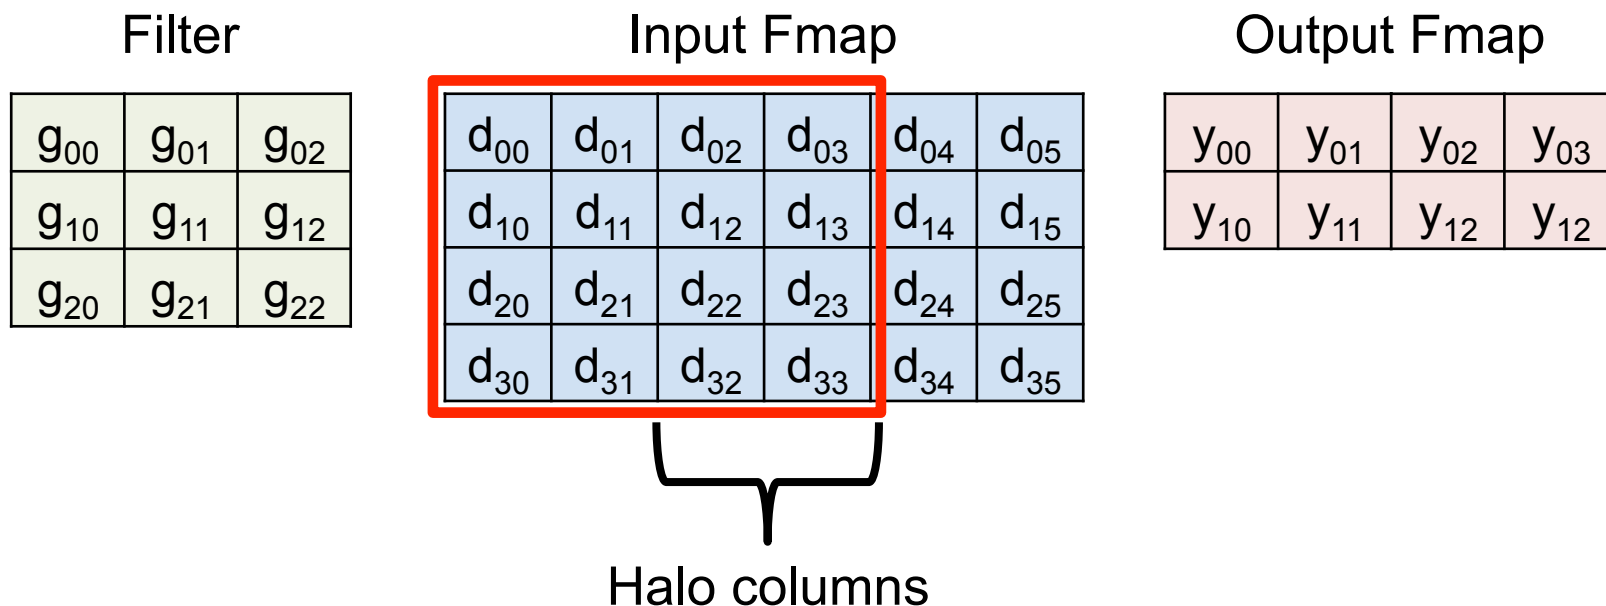 Filter
Input Fmap
Output Fmap
g00 g01 g02
g10 g11 g12
g20 g21 g22
d00 d01 d02 d03 d04 d05
d10 d11 d12 d13 d14 d15
d20 d21 d22 d23 d24 d25
d30 d31 d32 d33 d34 d35
y00 y01 y02 y03
y10 y11 y12 y12
Halo columns